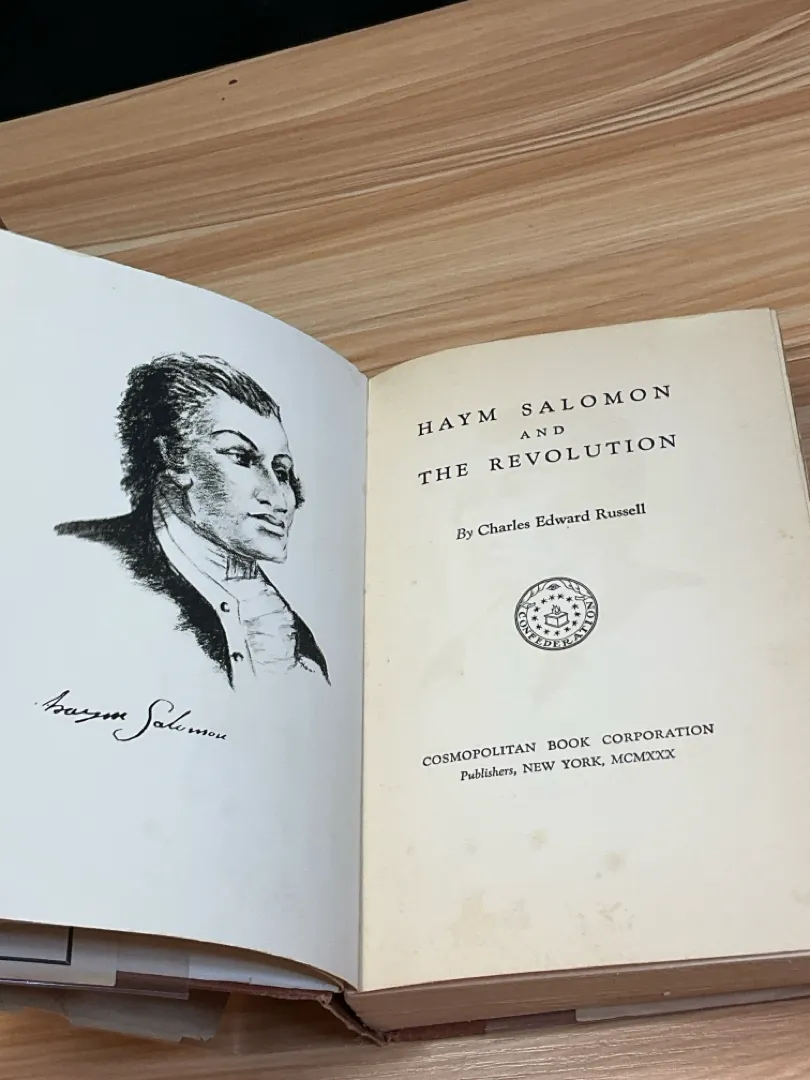 Haym Salomon
HAYM SALOMON
AND
THE REVOLUTION
By Charles Edward Russell
CONFEDERATION
COSMOPOLITAN BOOK CORPORATION
Publishers, NEW YORK, MCMXXX